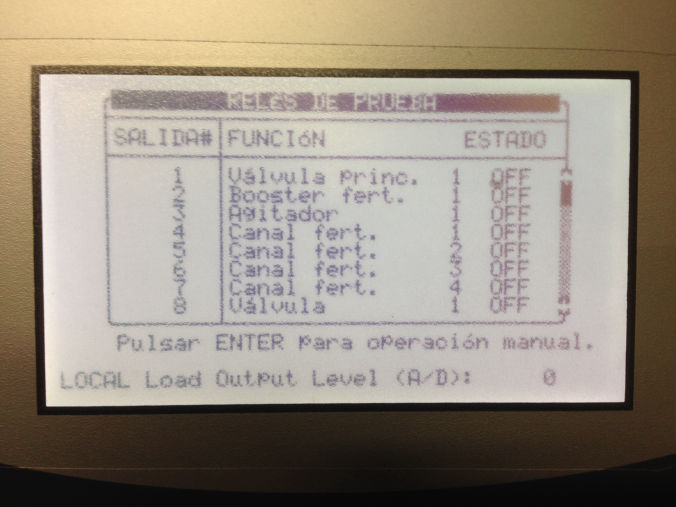 RELÉS DE PRUEBA
SALIDA# FUNCIÓN ESTADO
1 Válvula Princ. 1 OFF
2 Booster fert. 1 OFF
3 Agitador 1 OFF
4 Canal fert. 1 OFF
5 Canal fert. 2 OFF
6 Canal fert. 3 OFF
7 Canal fert. 4 OFF
8 Válvula 1 OFF
Pulsar ENTER para operación manual.
LOCAL Load Output Level (A/D): 0